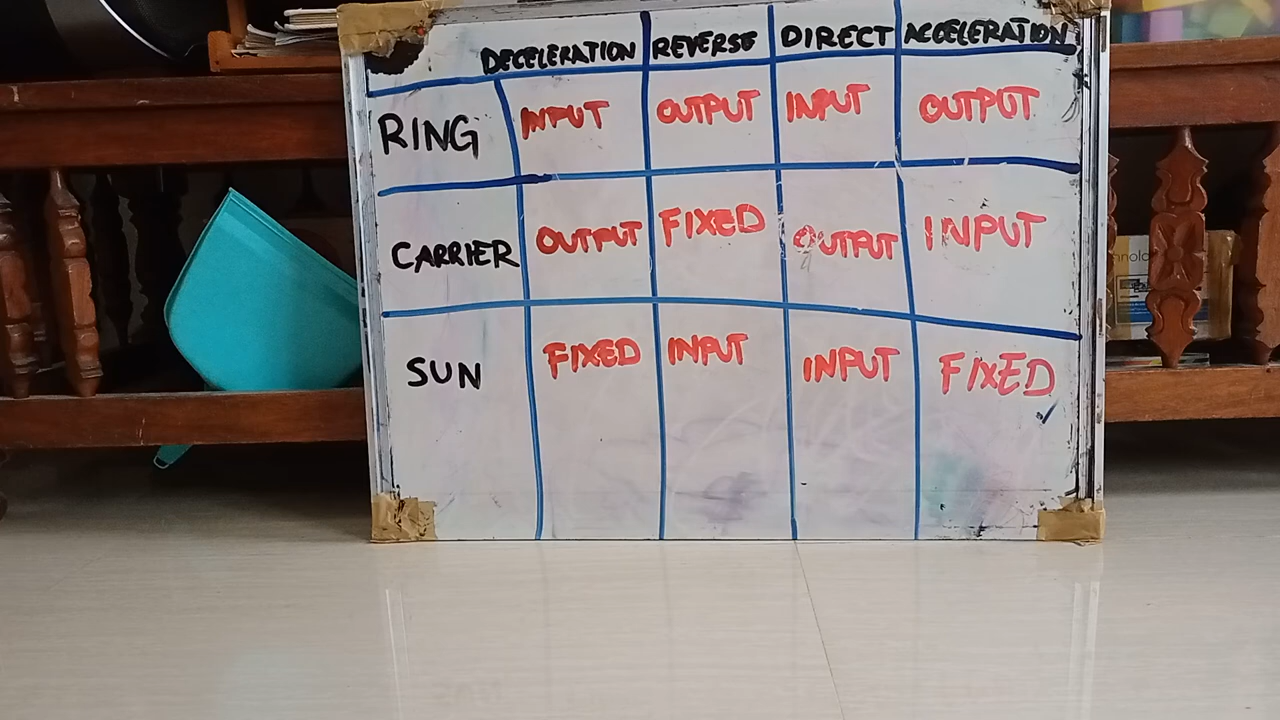 DECELERATION REVERSE DIRECT ACCELERATION
RING INPUT OUTPUT INPUT OUTPUT
CARRIER OUTPUT FIXED OUTPUT INPUT
SUN FIXED INPUT INPUT FIXED